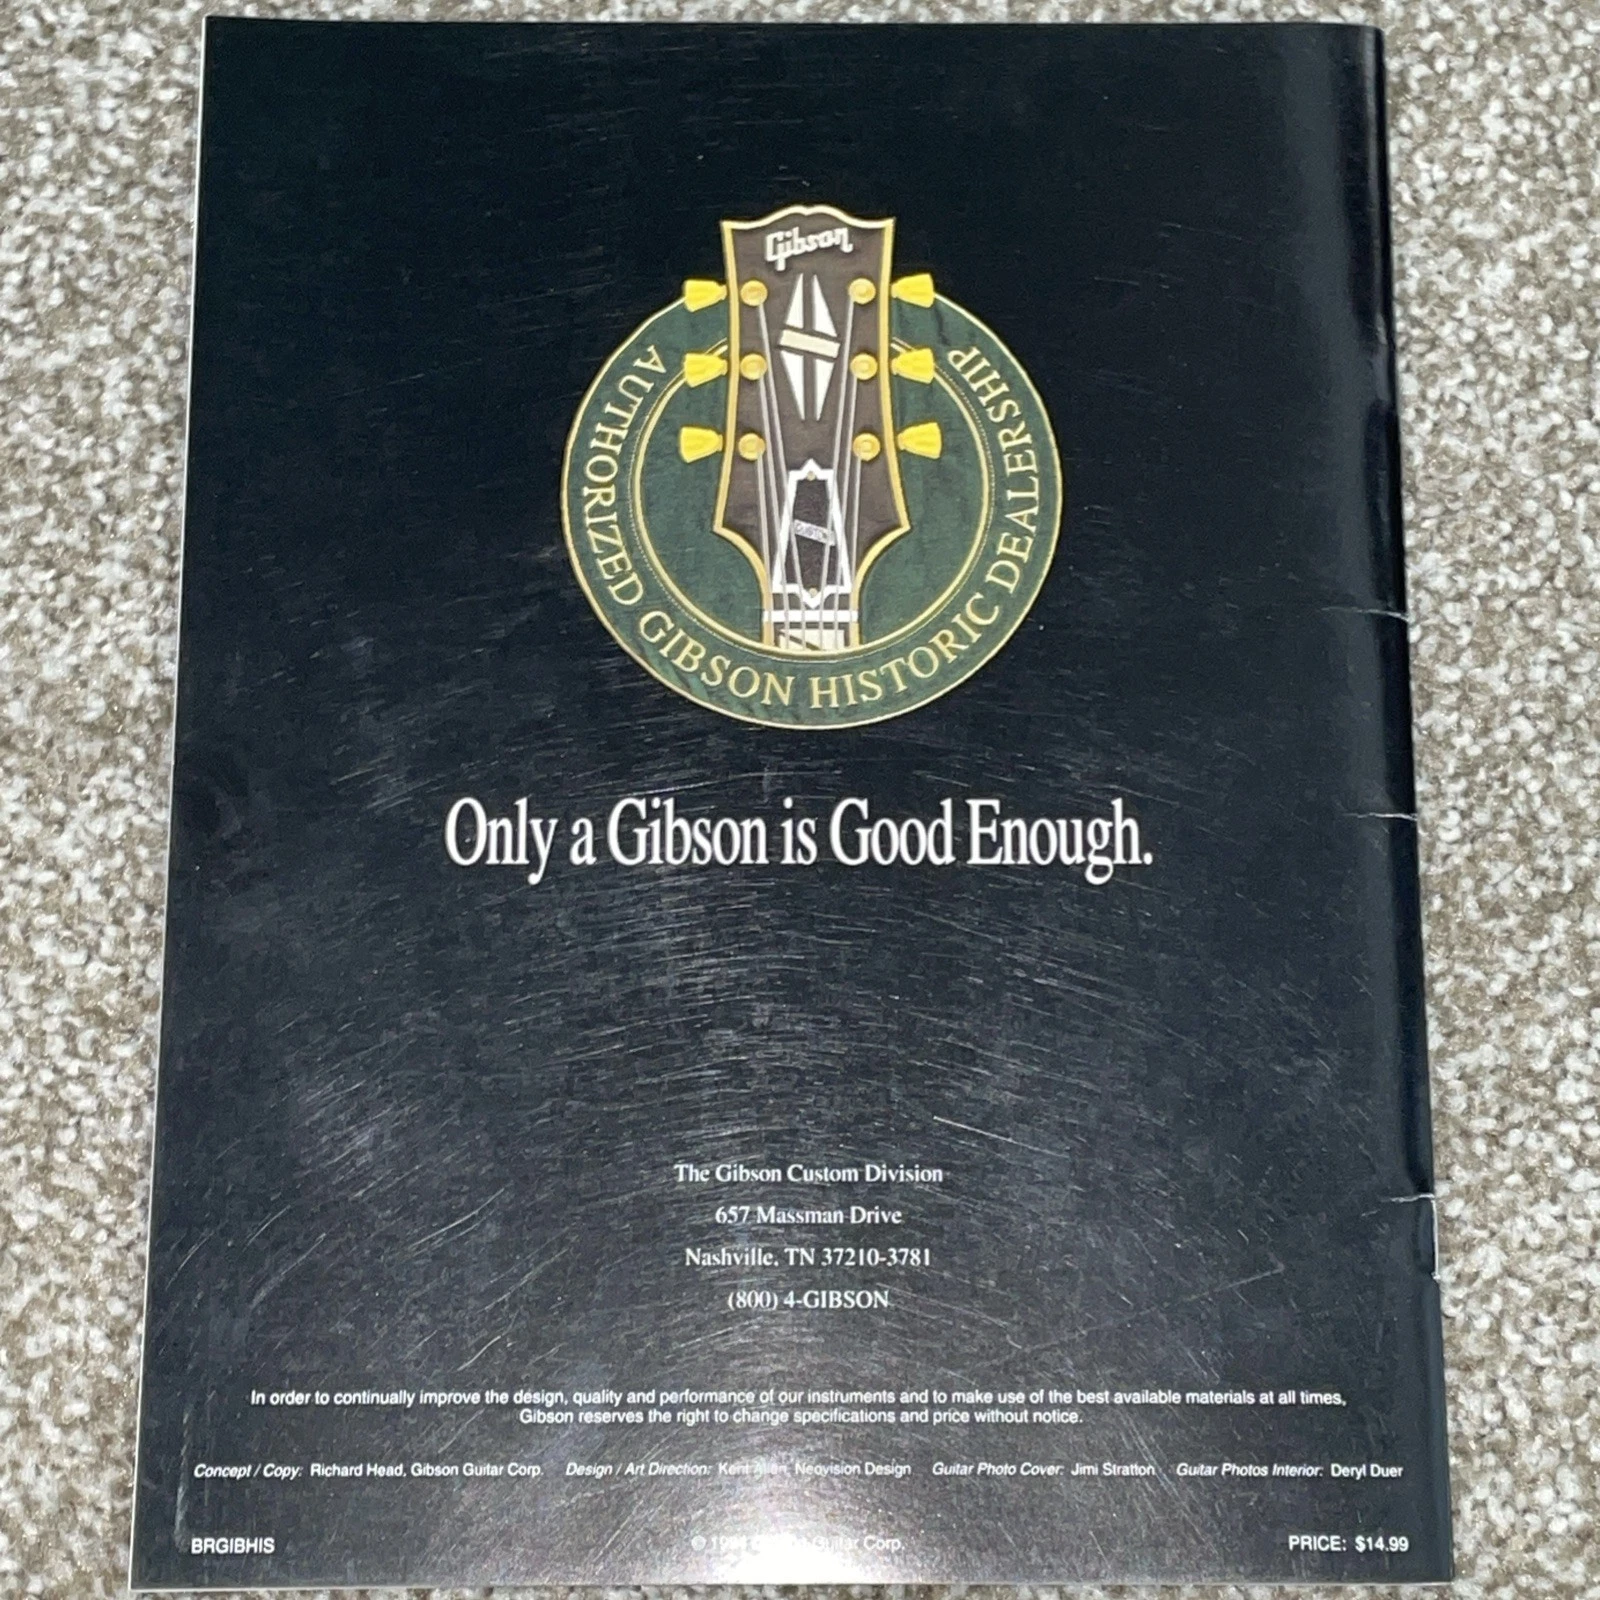 Gibson
AUTHORIZED GIBSON HISTORIC DEALERSHIP
Only a Gibson is Good Enough.
The Gibson Custom Division
657 Massman Drive
Nashville, TN 37210-3781
(800) 4-GIBSON
In order to continually improve the design, quality and performance of our instruments and to make use of the best available materials at all times,
Gibson reserves the right to change specifications and price without notice.
Concept / Copy: Richard Head, Gibson Guitar Corp. Design / Art Direction: Kent Allen, Neovision Design Guitar Photo Cover: Jimi Stratton Guitar Photos Interior: Deryl Duer
BRGIBHIS © Guitar Corp. PRICE: $14.99